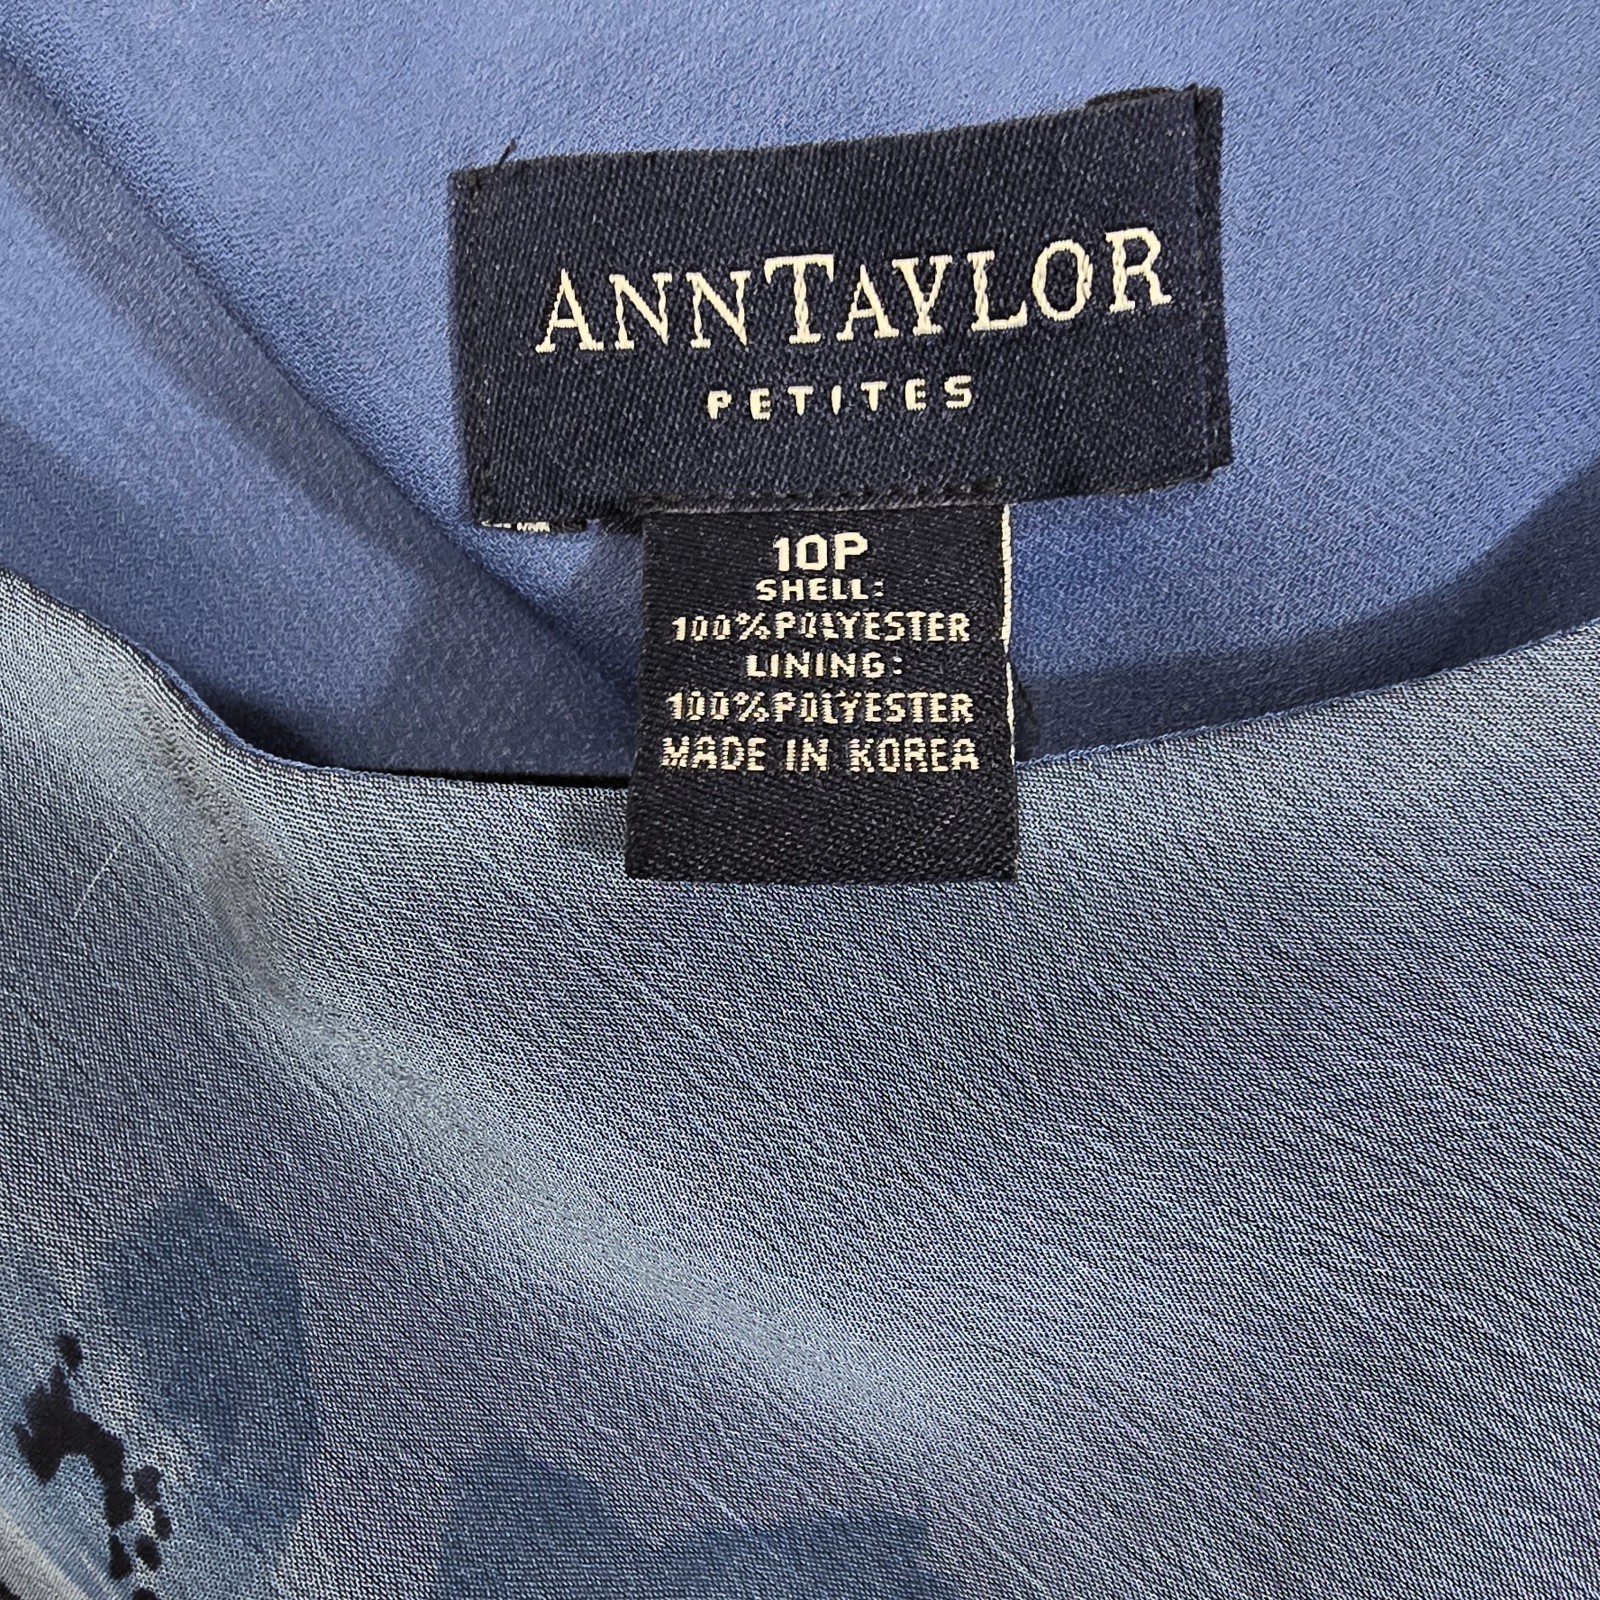 ANNTAYLOR
PETITES
10P
SHELL:
100%POLYESTER
LINING:
100%POLYESTER
MADE IN KOREA